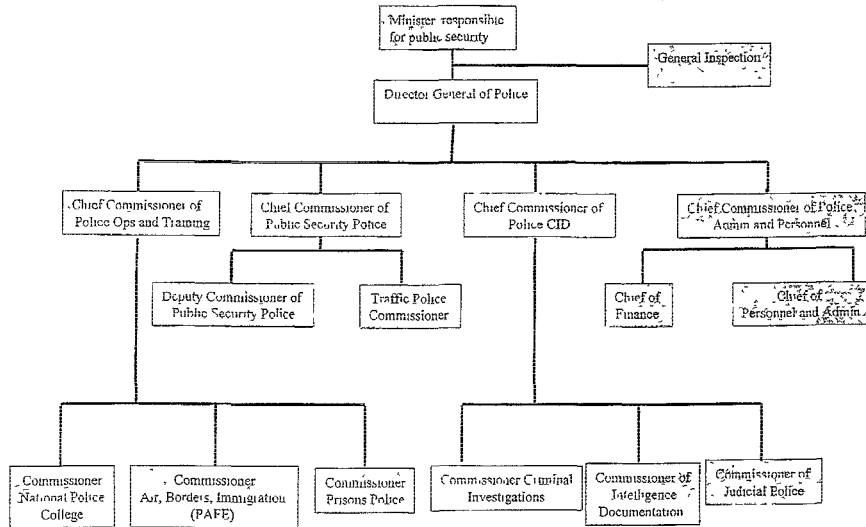 Minister responsible
for public security
General Inspection
Director General of Police
Chief Commissioner of
Police Ops and Training
Chief Commissioner of
Public Security Police
Chief Commissioner of
Police CID
Chief Commissioner of Police
Admin and Personnel
Deputy Commissioner of
Public Security Police
Traffic Police
Commissioner
Chief of
Finance
Chief of
Personnel and Admin
Commissioner
National Police
College
Commissioner
Air, Borders, Immigration
(PAFE)
Commissioner
Prisons Police
Commissioner Criminal
Investigations
Commissioner of
Intelligence
Documentation
Commissioner of
Judicial Police